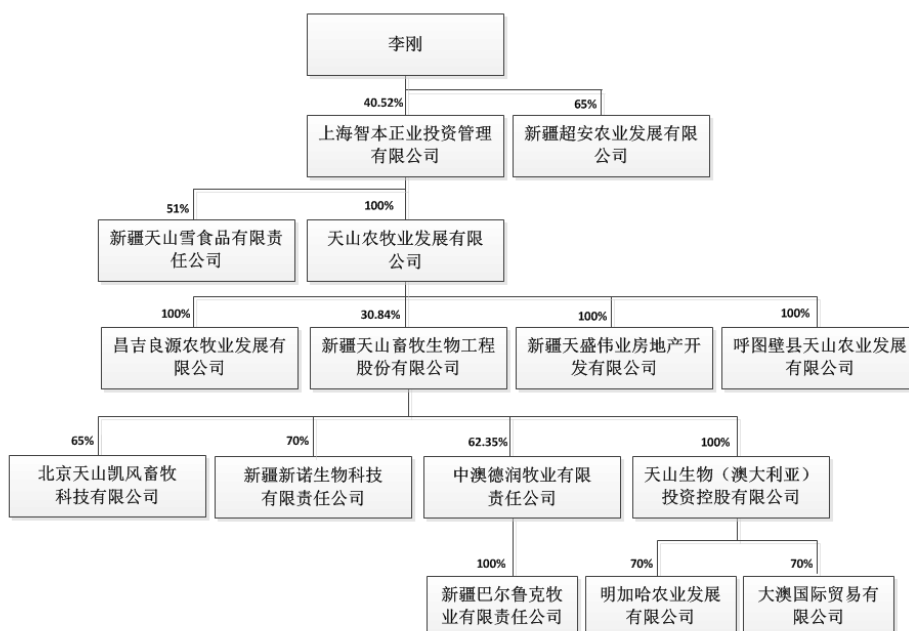 李刚
40.52%
65%
上海智本正业投资管理
有限公司
新疆超安农业发展有限
公司
51%
100%
新疆天山雪食品有限责
任公司
天山农牧业发展有限
公司
100%
30.84%
100%
100%
昌吉良源农牧业发展有
限公司
新疆天山畜牧生物工程
股份有限公司
新疆天盛伟业房地产开
发有限公司
呼图壁县天山农业发展
有限公司
65%
70%
62.35%
100%
北京天山凯风畜牧
科技有限公司
新疆新诺生物科技
有限责任公司
中澳德润牧业有限
责任公司
天山生物（澳大利亚）
投资控股有限公司
100%
70%
70%
新疆巴尔鲁克牧
业有限责任公司
明加哈农业发展
有限公司
大澳国际贸易有
限公司